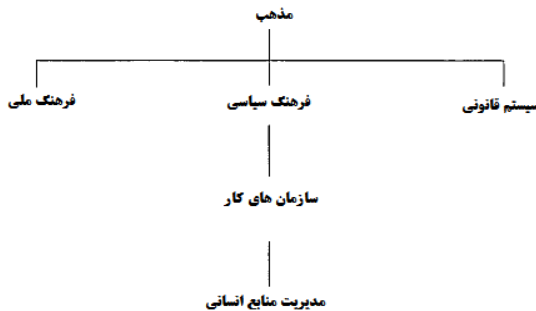 مذهب
سیستم قانونی
فرهنگ سیاسی
فرهنگ ملی
سازمان های کار
مدیریت منابع انسانی